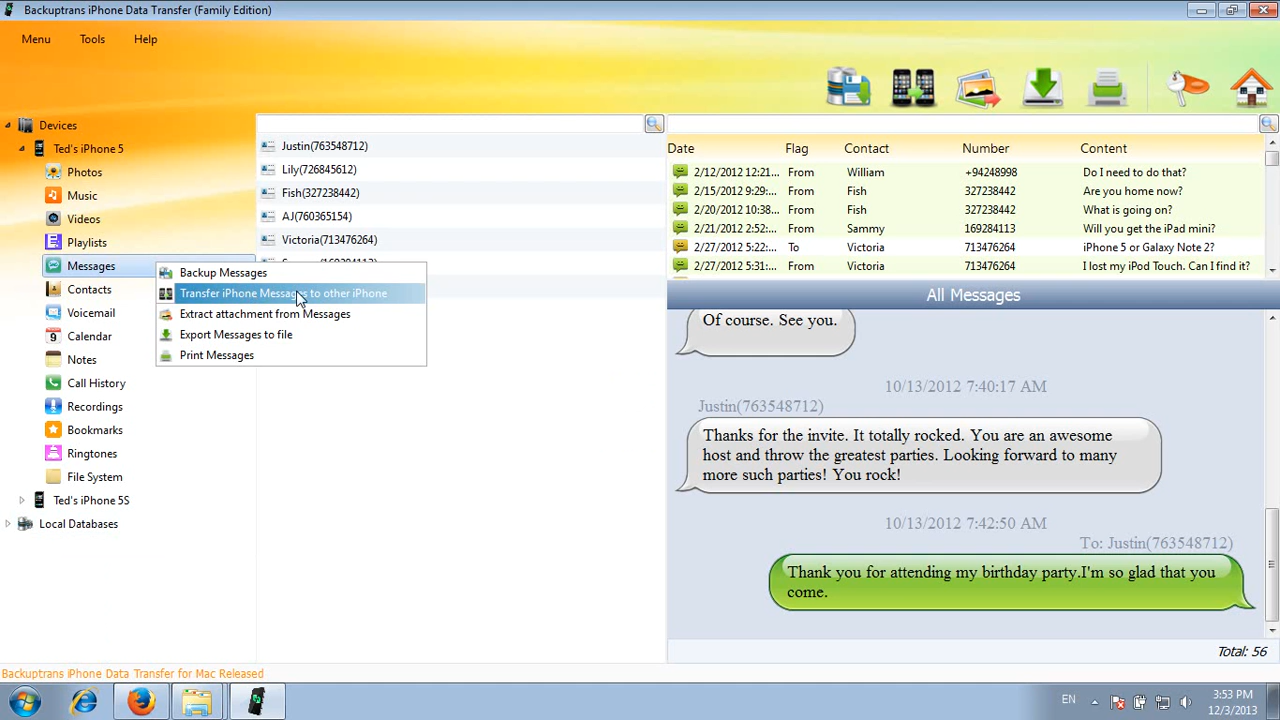 Backuptrans iPhone Data Transfer (Family Edition)
Menu Tools Help
Devices
Ted's iPhone 5
Photos
Music
Videos
Playlists
Messages
Contacts
Voicemail
Calendar
9
Notes
Call History
Recordings
Bookmarks
Ringtones
File System
Ted's iPhone 5S
Local Databases
Justin(763548712)
Lily(726845612)
Fish(327238442)
AJ(760365154)
Victoria(713476264)
Backup Messages
Transfer iPhone Messages to other iPhone
Extract attachment from Messages
Export Messages to file
Print Messages
Date Flag Contact Number Content
2/12/2012 12:21... From William +94248998 Do I need to do that?
2/15/2012 9:29:... From Fish 327238442 Are you home now?
2/20/2012 10:38... From Fish 327238442 What is going on?
2/21/2012 2:52:... From Sammy 169284113 Will you get the iPad mini?
2/27/2012 5:22:... To Victoria 713476264 iPhone 5 or Galaxy Note 2?
2/27/2012 5:31:... From Victoria 713476264 I lost my iPod Touch. Can I find it?
All Messages
Of course. See you.
10/13/2012 7:40:17 AM
Justin(763548712)
Thanks for the invite. It totally rocked. You are an awesome
host and throw the greatest parties. Looking forward to many
more such parties! You rock!
10/13/2012 7:42:50 AM
To: Justin(763548712)
Thank you for attending my birthday party.I'm so glad that you
come.
Total: 56
Backuptrans iPhone Data Transfer for Mac Released
EN
3:53 PM
12/3/2013